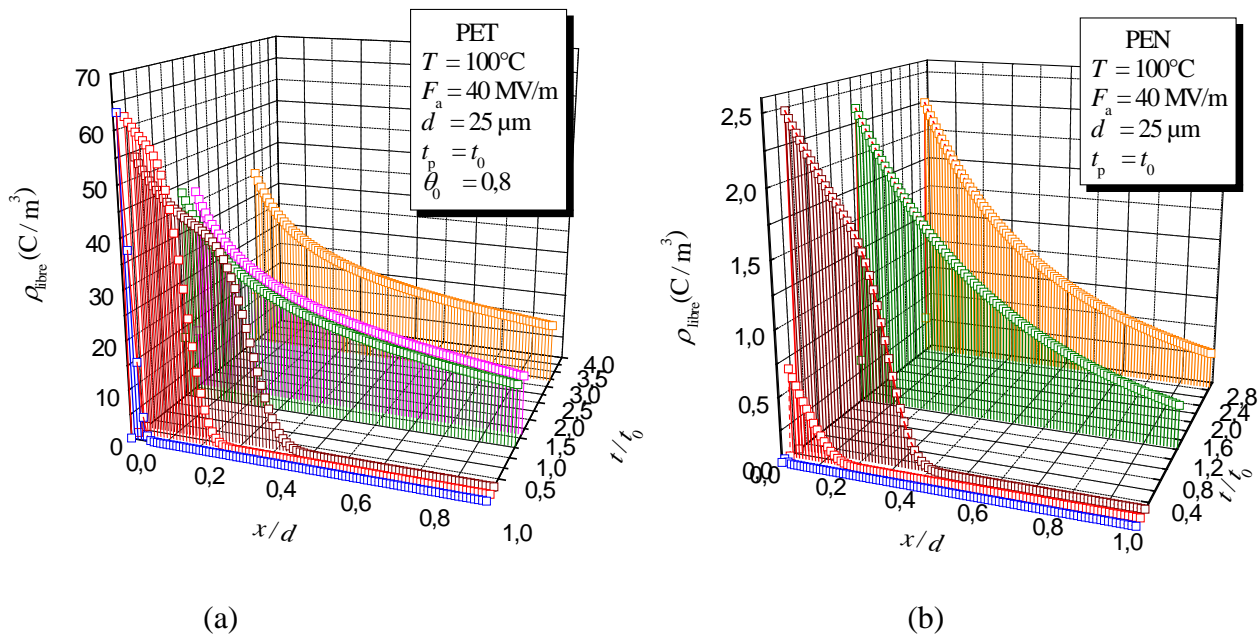 PET
T = 100°C
F_a = 40 MV/m
d = 25 µm
t_p = t_0
θ_0 = 0,8
ρ_libre (C / m^3)
70
60
50
40
30
20
10
0
0,0
0,2
0,4
0,6
0,8
1,0
x / d
0,5
1,0
1,5
2,0
2,5
3,0
3,5
4,0
t / t_0
(a)
PEN
T = 100°C
F_a = 40 MV/m
d = 25 µm
t_p = t_0
ρ_libre (C / m^3)
2,5
2,0
1,5
1,0
0,5
0,0
0,0
0,2
0,4
0,6
0,8
1,0
x / d
0,4
0,8
1,2
1,6
2,0
2,4
2,8
t / t_0
(b)